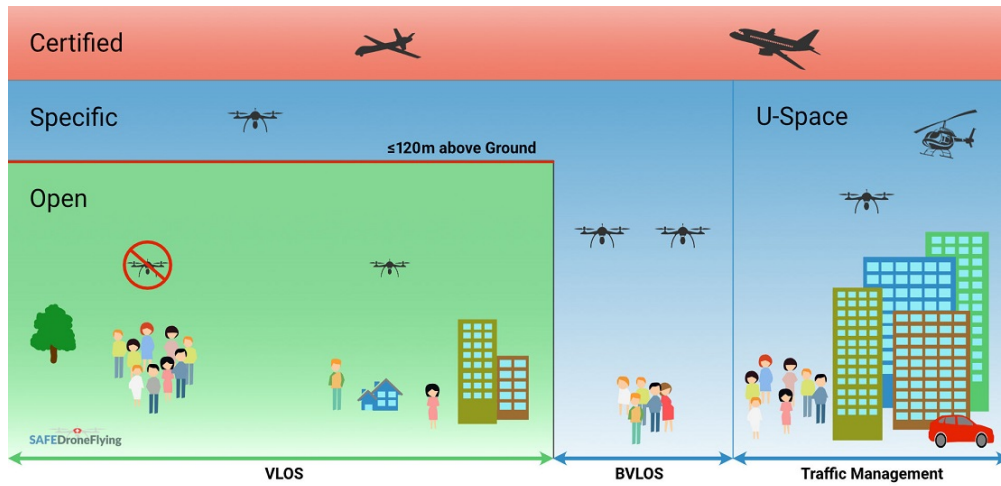 Certified
Specific
U-Space
≤120m above Ground
Open
SAFEDroneFlying
VLOS
BVLOS
Traffic Management